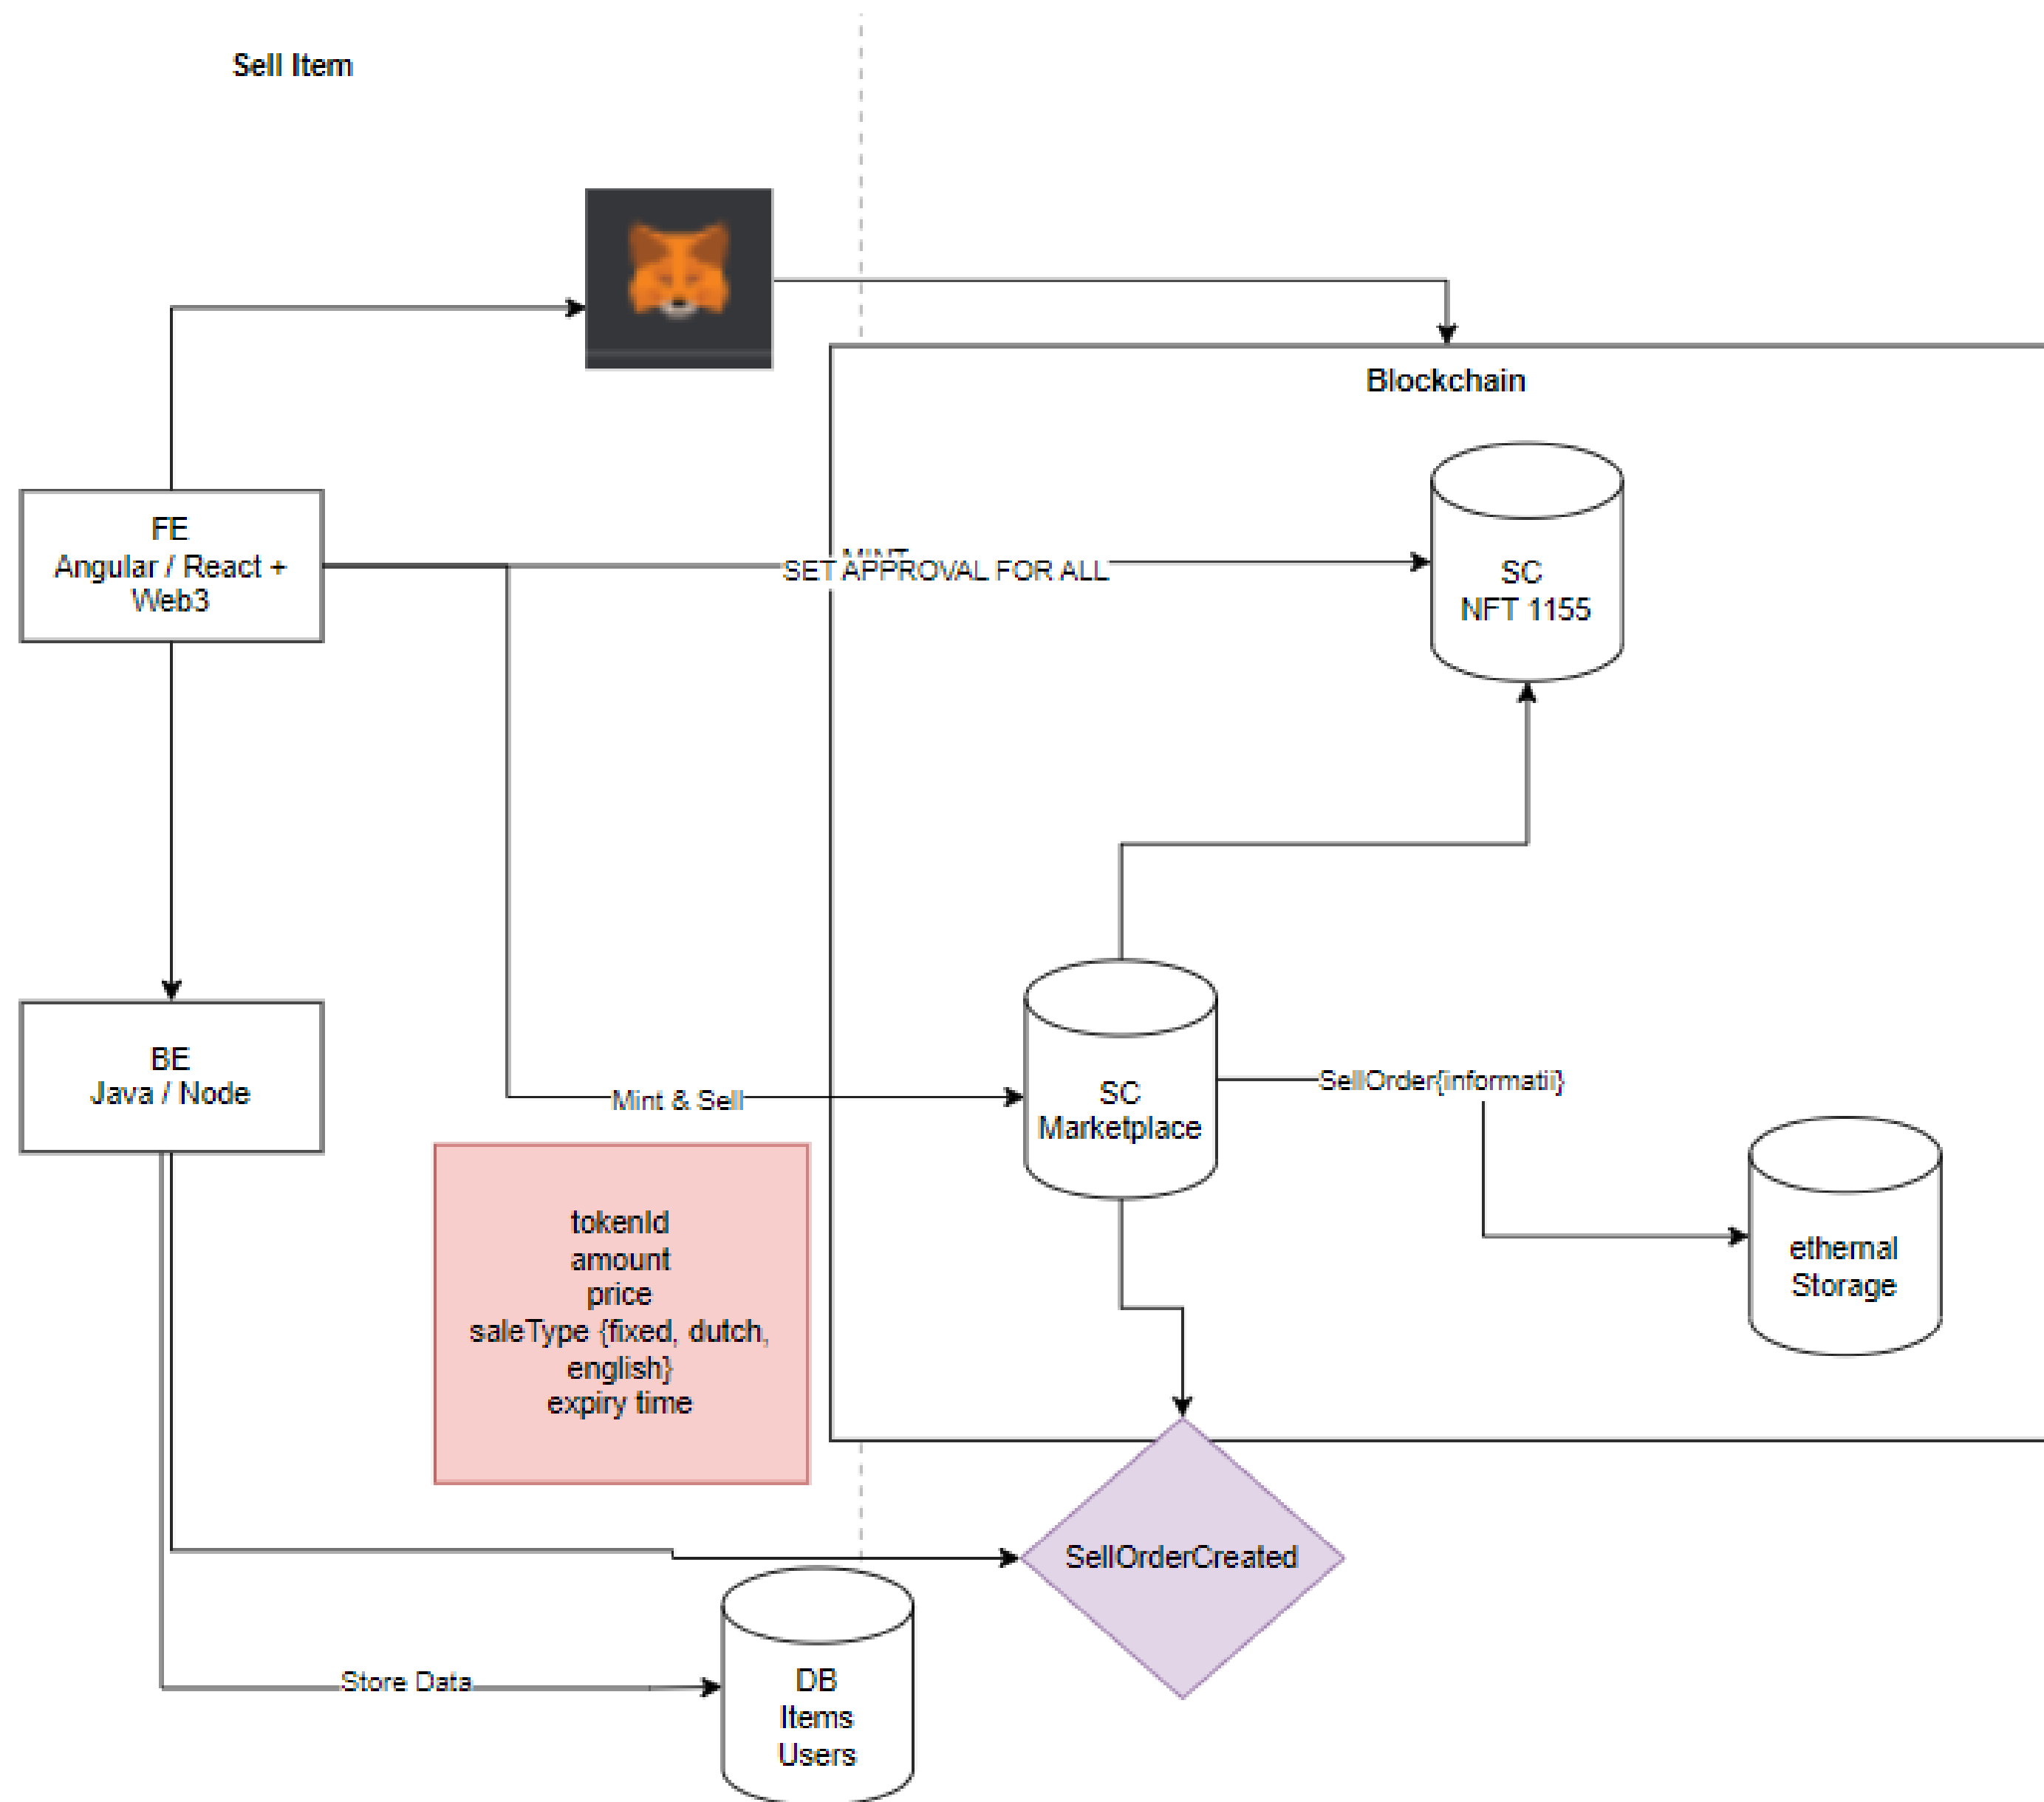 Sell Item
Blockchain
FE
Angular / React +
Web3
SET APPROVAL FOR ALL
SC
NFT 1155
BE
Java / Node
Mint & Sell
SC
Marketplace
SellOrder{informatii}
tokenId
amount
price
saleType {fixed, dutch,
english}
expiry time
ethernal
Storage
SellOrderCreated
Store Data
DB
Items
Users